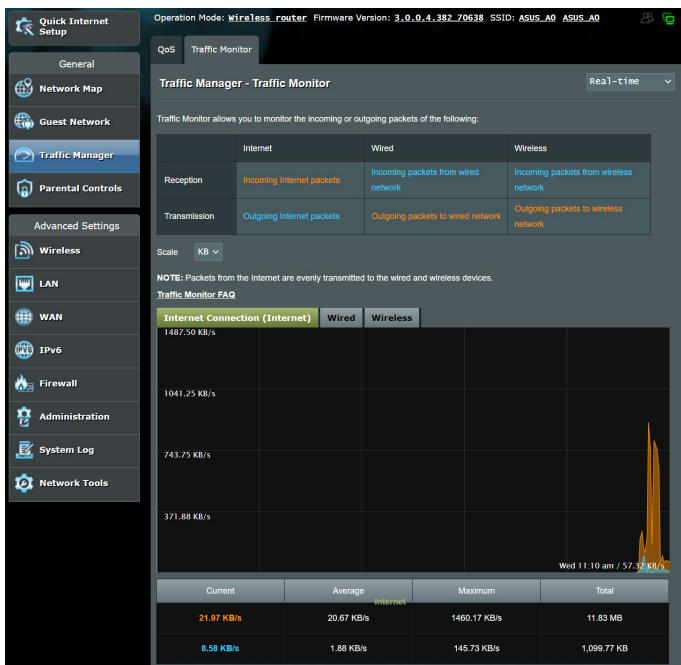 Quick Internet
Setup
Operation Mode: Wireless router Firmware Version: 3.0.0.4.382_70638 SSID: ASUS_A0 ASUS_A0
General
Network Map
Guest Network
Traffic Manager
Parental Controls
Advanced Settings
Wireless
LAN
WAN
IPv6
Firewall
Administration
System Log
Network Tools
QoS Traffic Monitor
Traffic Manager - Traffic Monitor Real-time
Traffic Monitor allows you to monitor the incoming or outgoing packets of the following:
Internet Wired Wireless
Reception Incoming Internet packets Incoming packets from wired network Incoming packets from wireless network
Transmission Outgoing Internet packets Outgoing packets to wired network Outgoing packets to wireless network
Scale KB
NOTE: Packets from the Internet are evenly transmitted to the wired and wireless devices.
Traffic Monitor FAQ
Internet Connection (Internet) Wired Wireless
1487.50 KB/s
1041.25 KB/s
743.75 KB/s
371.88 KB/s
Wed 11:10 am / 57.32 KB/s
Current Average Maximum Total
Internet
21.97 KB/s 20.67 KB/s 1460.17 KB/s 11.83 MB
8.58 KB/s 1.88 KB/s 145.73 KB/s 1,099.77 KB